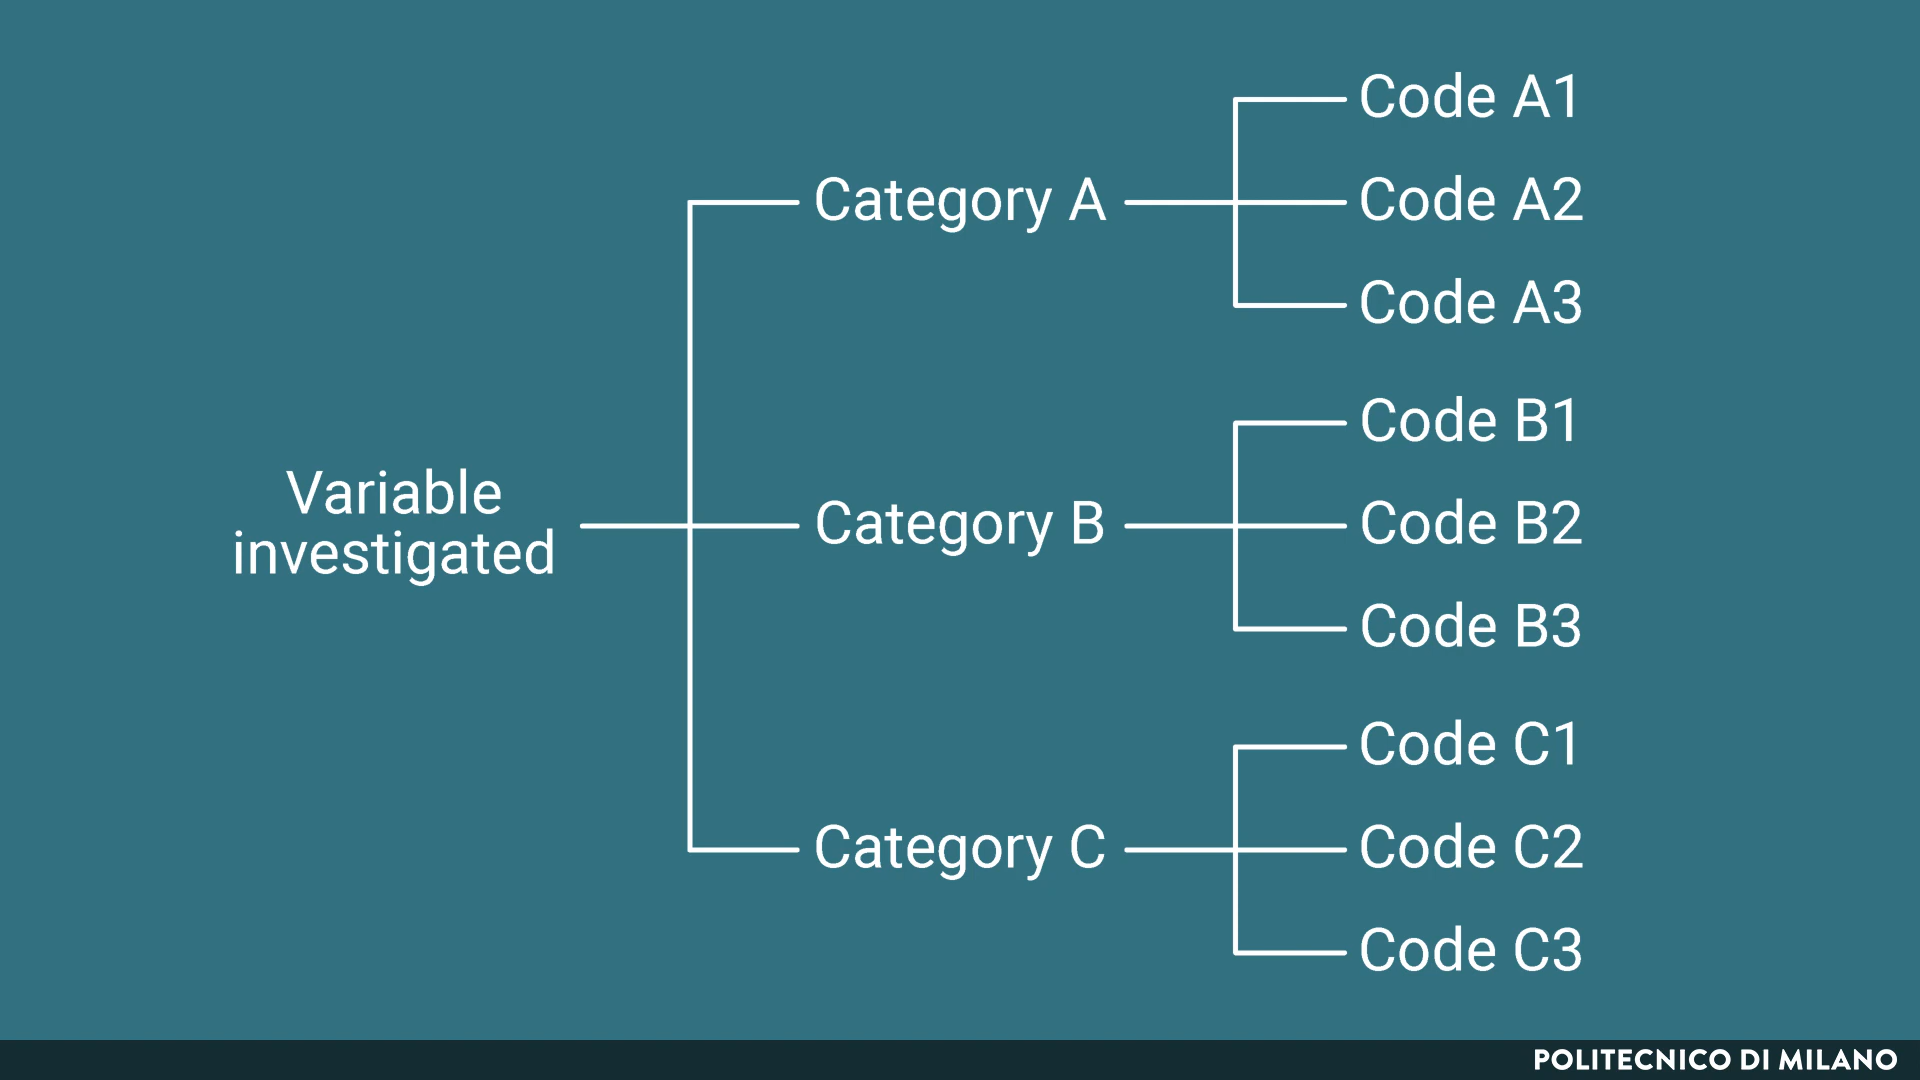 Variable
investigated
Category A
Code A1
Code A2
Code A3
Category B
Code B1
Code B2
Code B3
Category C
Code C1
Code C2
Code C3
POLITECNICO DI MILANO